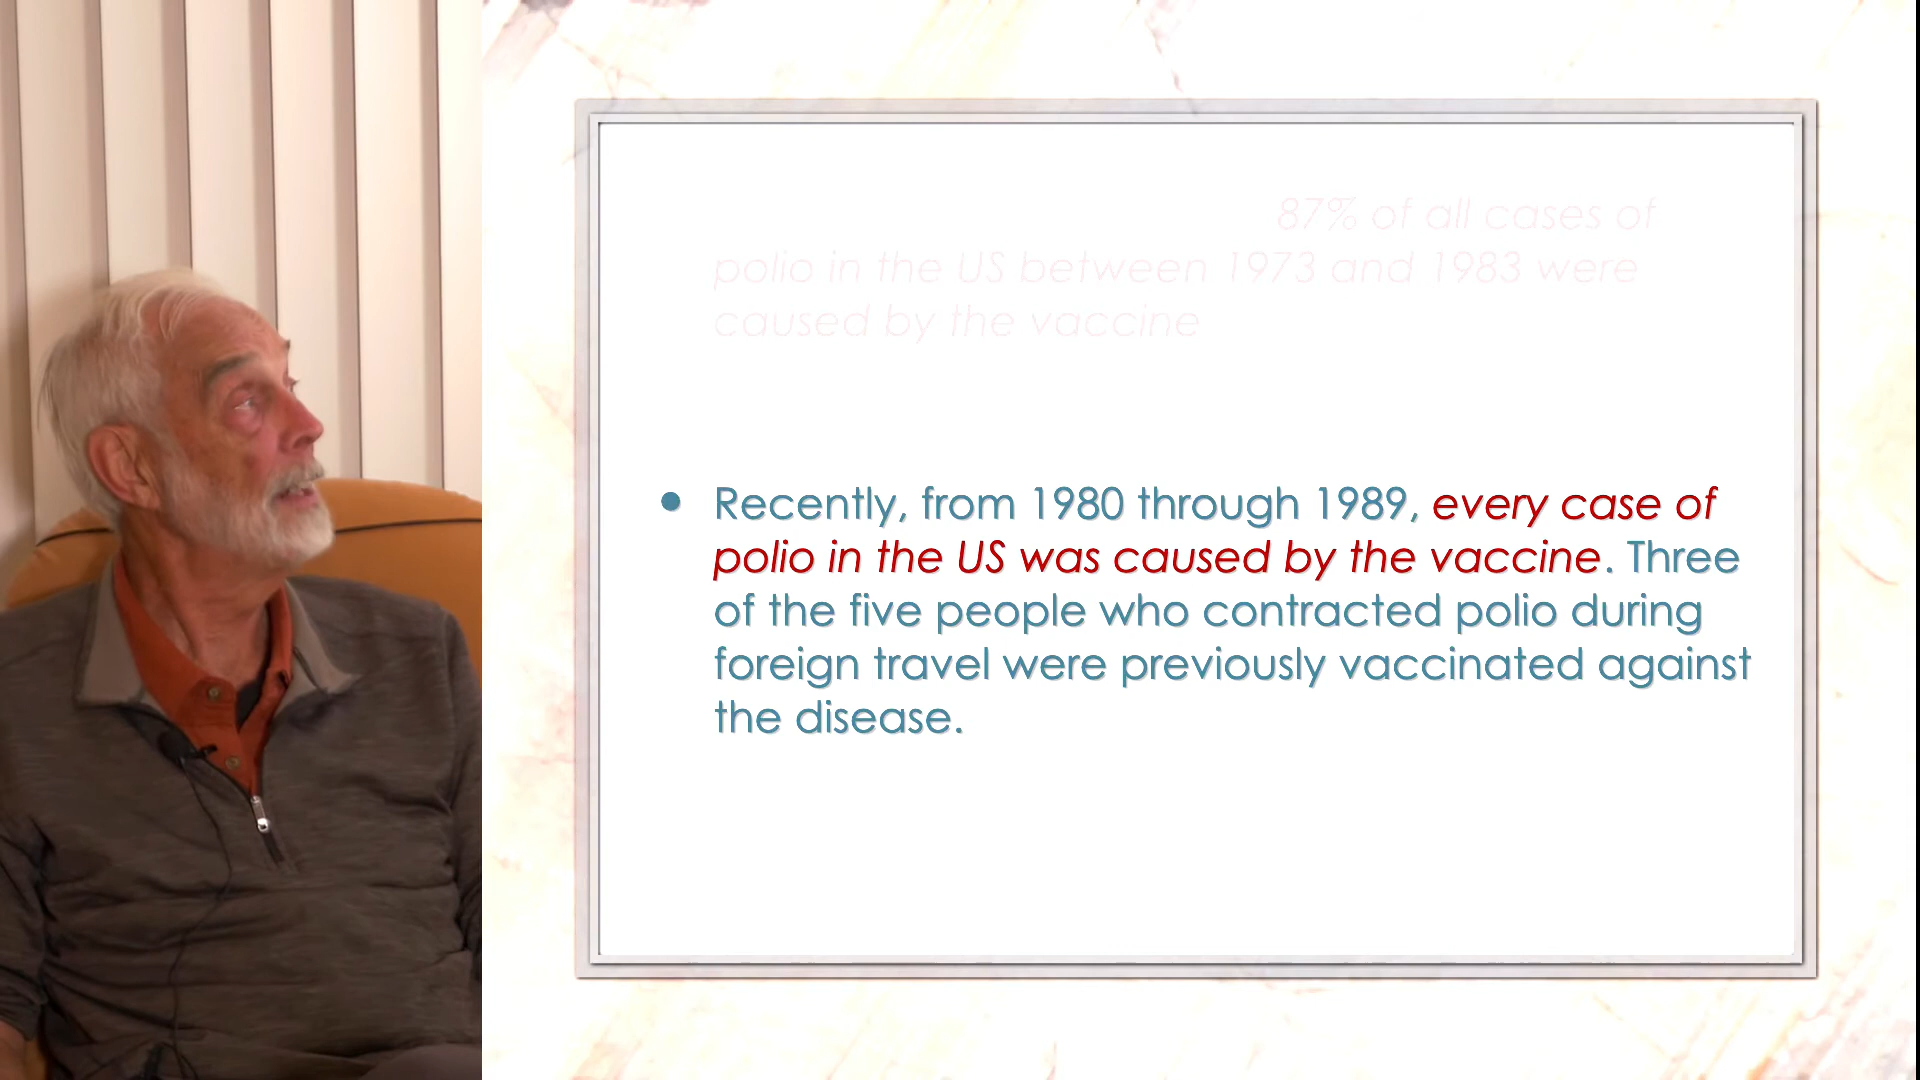 87% of all cases of
polio in the US between 1973 and 1983 were
caused by the vaccine
• Recently, from 1980 through 1989, every case of
polio in the US was caused by the vaccine. Three
of the five people who contracted polio during
foreign travel were previously vaccinated against
the disease.